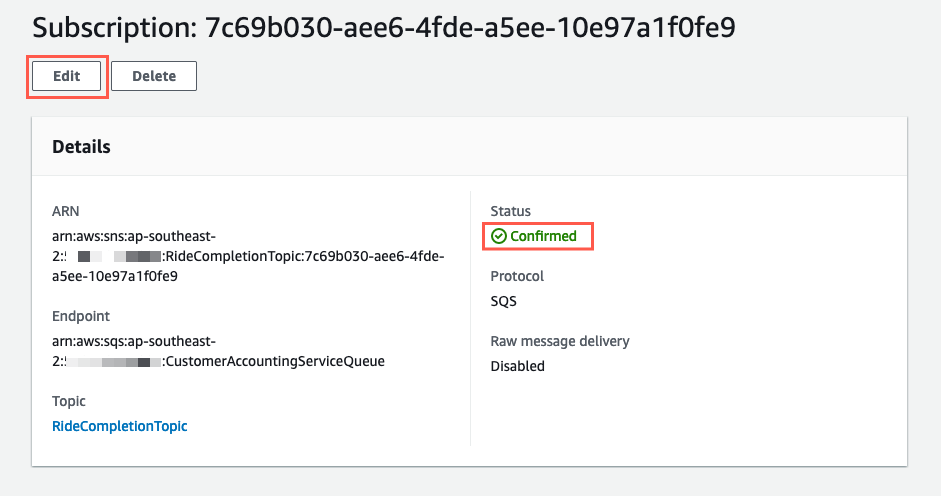 Subscription: 7c69b030-aee6-4fde-a5ee-10e97a1f0fe9
Edit
Delete
Details
ARN
arn:aws:sns:ap-southeast-
2: :RideCompletionTopic:7c69b030-aee6-4fde-
a5ee-10e97a1f0fe9
Endpoint
arn:aws:sqs:ap-southeast-
2: :CustomerAccountingServiceQueue
Topic
RideCompletionTopic
Status
Confirmed
Protocol
SQS
Raw message delivery
Disabled